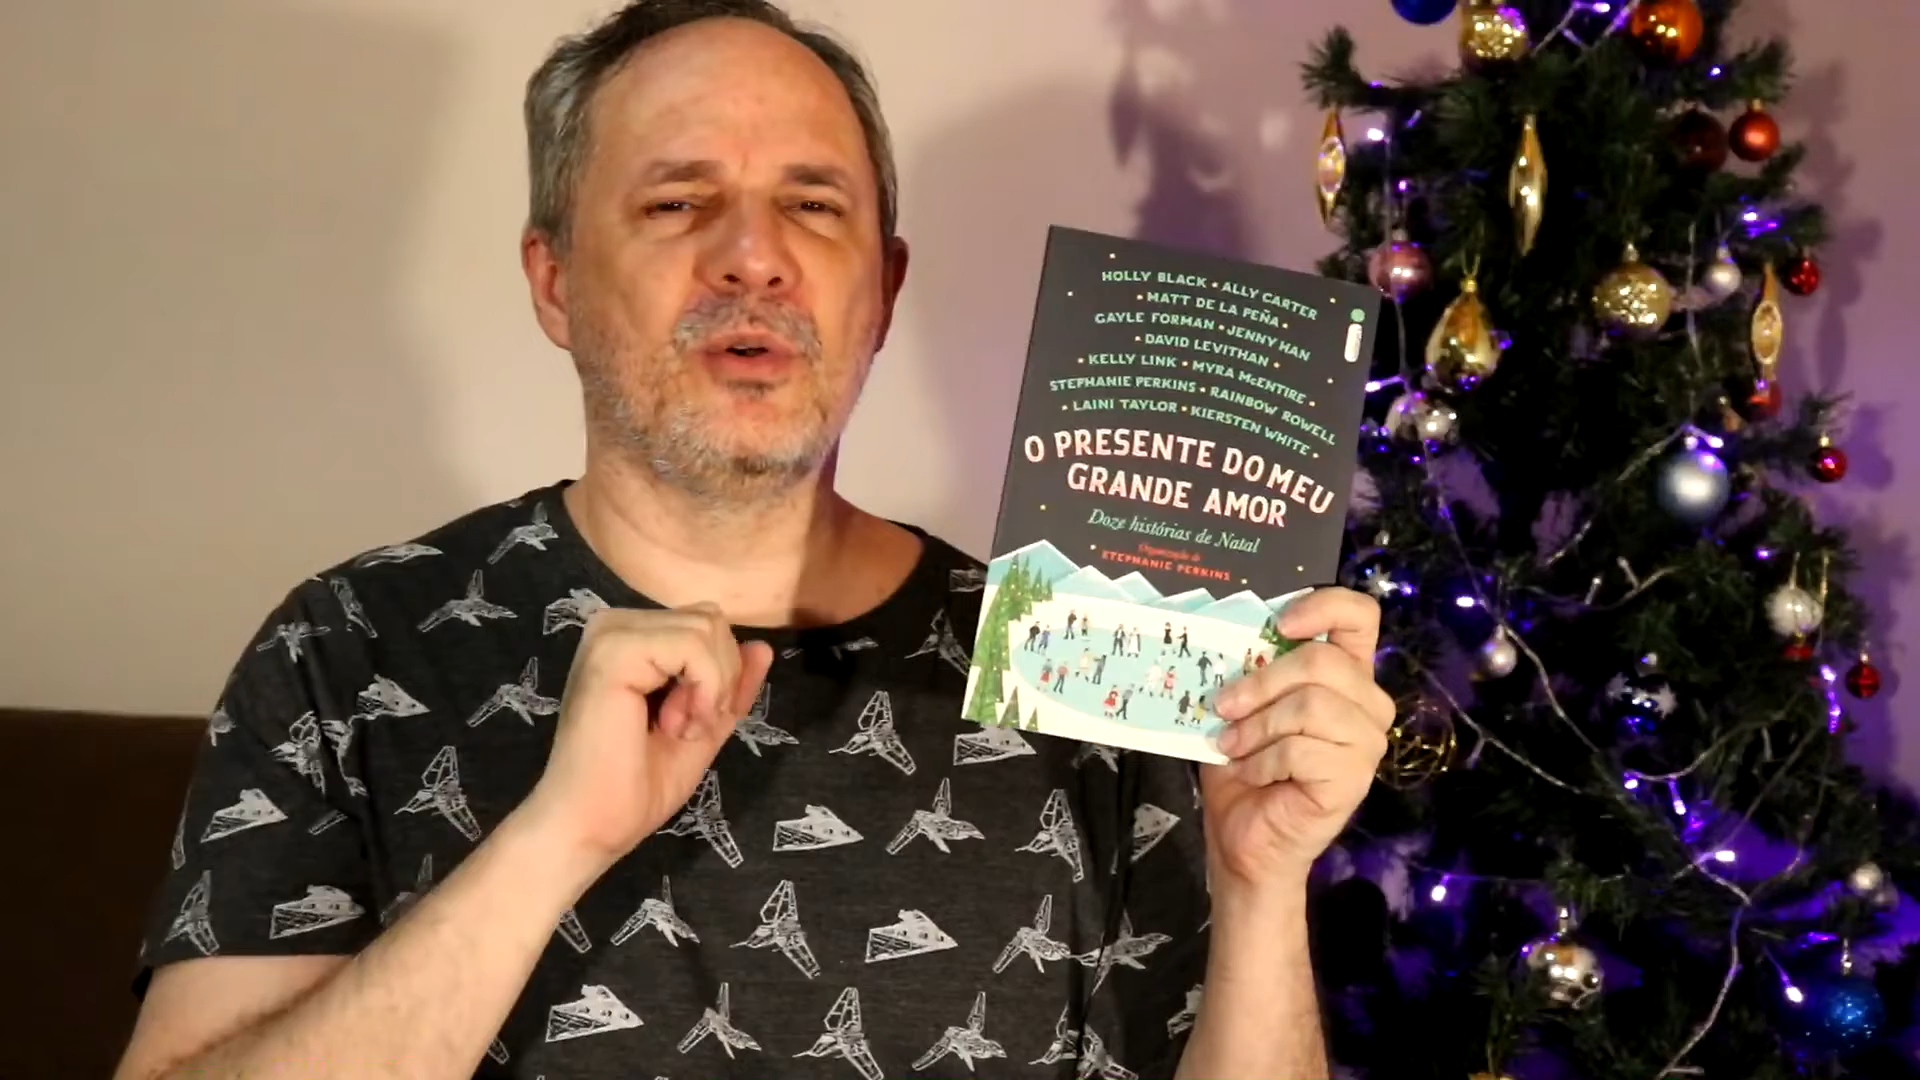 HOLLY BLACK • ALLY CARTER
• MATT DE LA PEÑA •
GAYLE FORMAN • JENNY HAN
• DAVID LEVITHAN •
• KELLY LINK • MYRA McENTIRE •
STEPHANIE PERKINS • RAINBOW ROWELL
• LAINI TAYLOR • KIERSTEN WHITE •
O PRESENTE DO MEU
GRANDE AMOR
Doze histórias de Natal
Organização de
STEPHANIE PERKINS